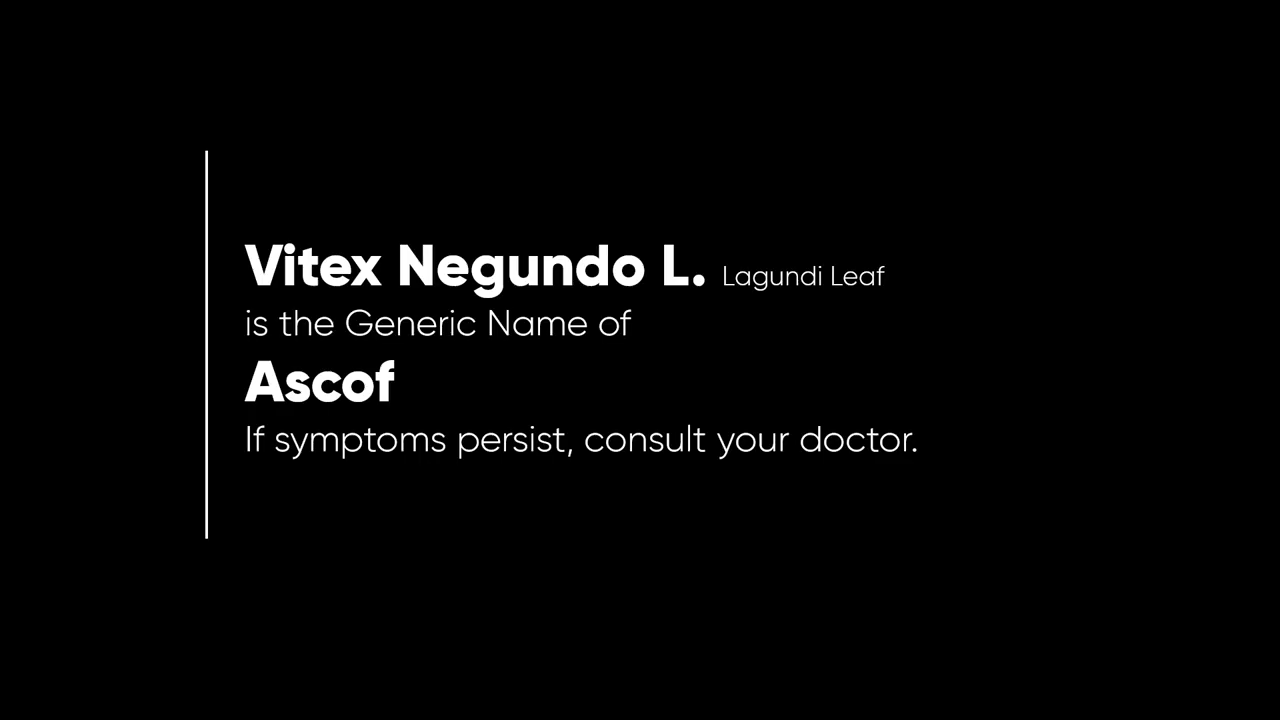 Vitex Negundo L. Lagundi Leaf
is the Generic Name of
Ascof
If symptoms persist, consult your doctor.